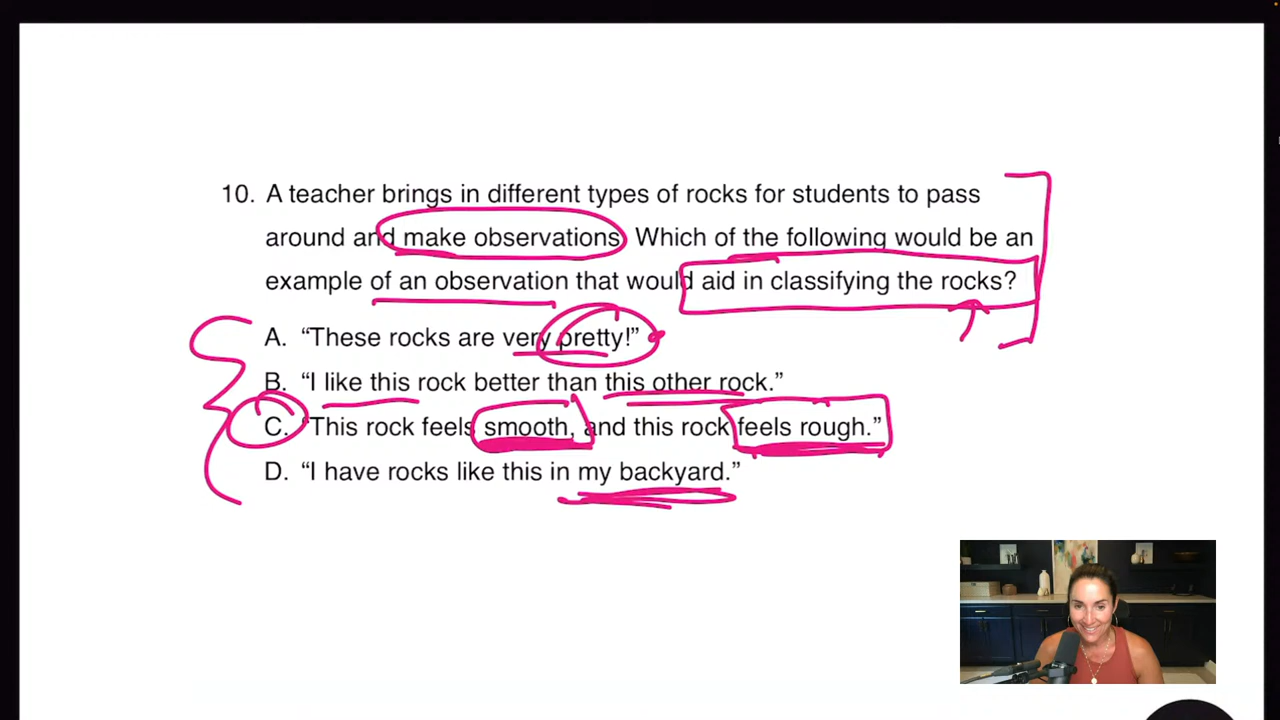 10. A teacher brings in different types of rocks for students to pass
around and make observations. Which of the following would be an
example of an observation that would aid in classifying the rocks?
A. “These rocks are very pretty!”
B. “I like this rock better than this other rock.”
C. “This rock feels smooth, and this rock feels rough.”
D. “I have rocks like this in my backyard.”